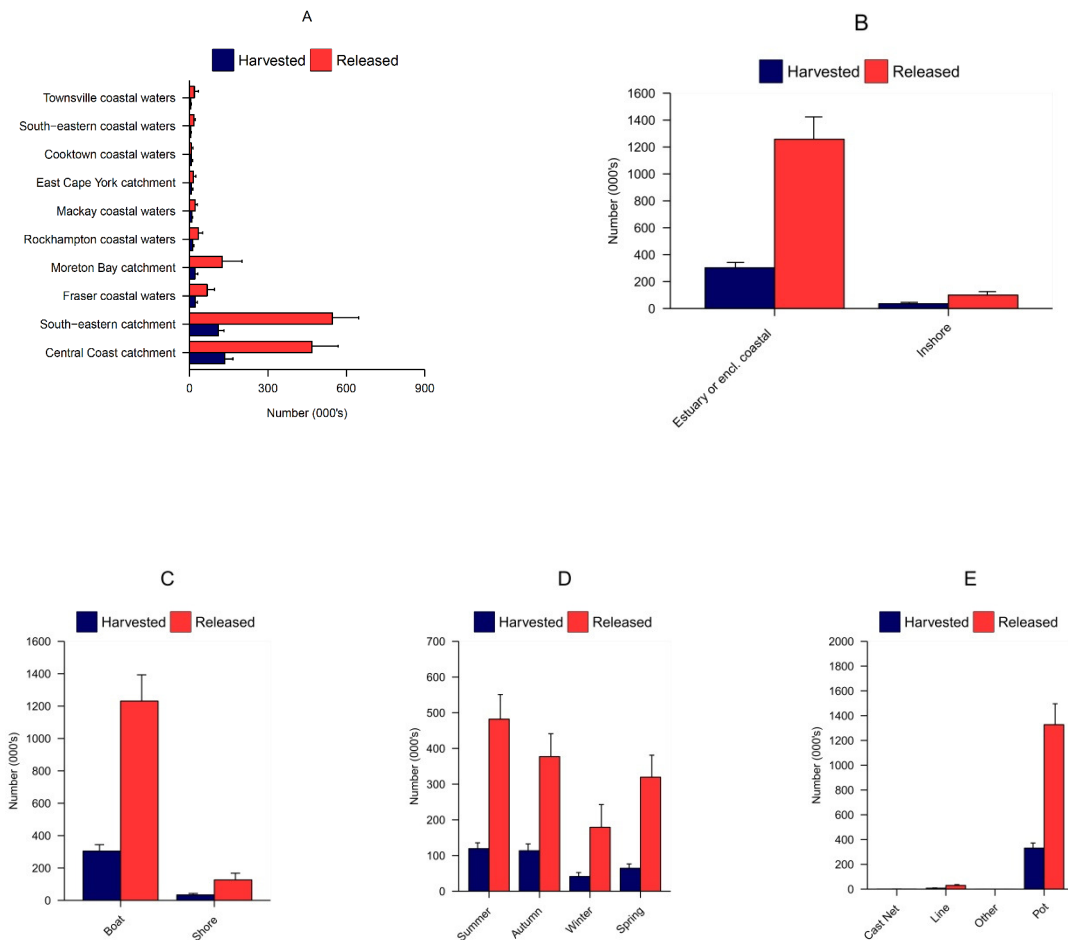 A
Harvested Released
Townsville coastal waters
South-eastern coastal waters
Cooktown coastal waters
East Cape York catchment
Mackay coastal waters
Rockhampton coastal waters
Moreton Bay catchment
Fraser coastal waters
South-eastern catchment
Central Coast catchment
0 300 600 900
Number (000's)
B
Harvested Released
Number (000's)
1600
1400
1200
1000
800
600
400
200
0
Estuary or encl. coastal
Inshore
C
Harvested Released
Number (000's)
1600
1400
1200
1000
800
600
400
200
0
Boat
Shore
D
Harvested Released
Number (000's)
700
600
500
400
300
200
100
0
Summer
Autumn
Winter
Spring
E
Harvested Released
Number (000's)
2000
1800
1600
1400
1200
1000
800
600
400
200
0
Cast Net
Line
Other
Pot